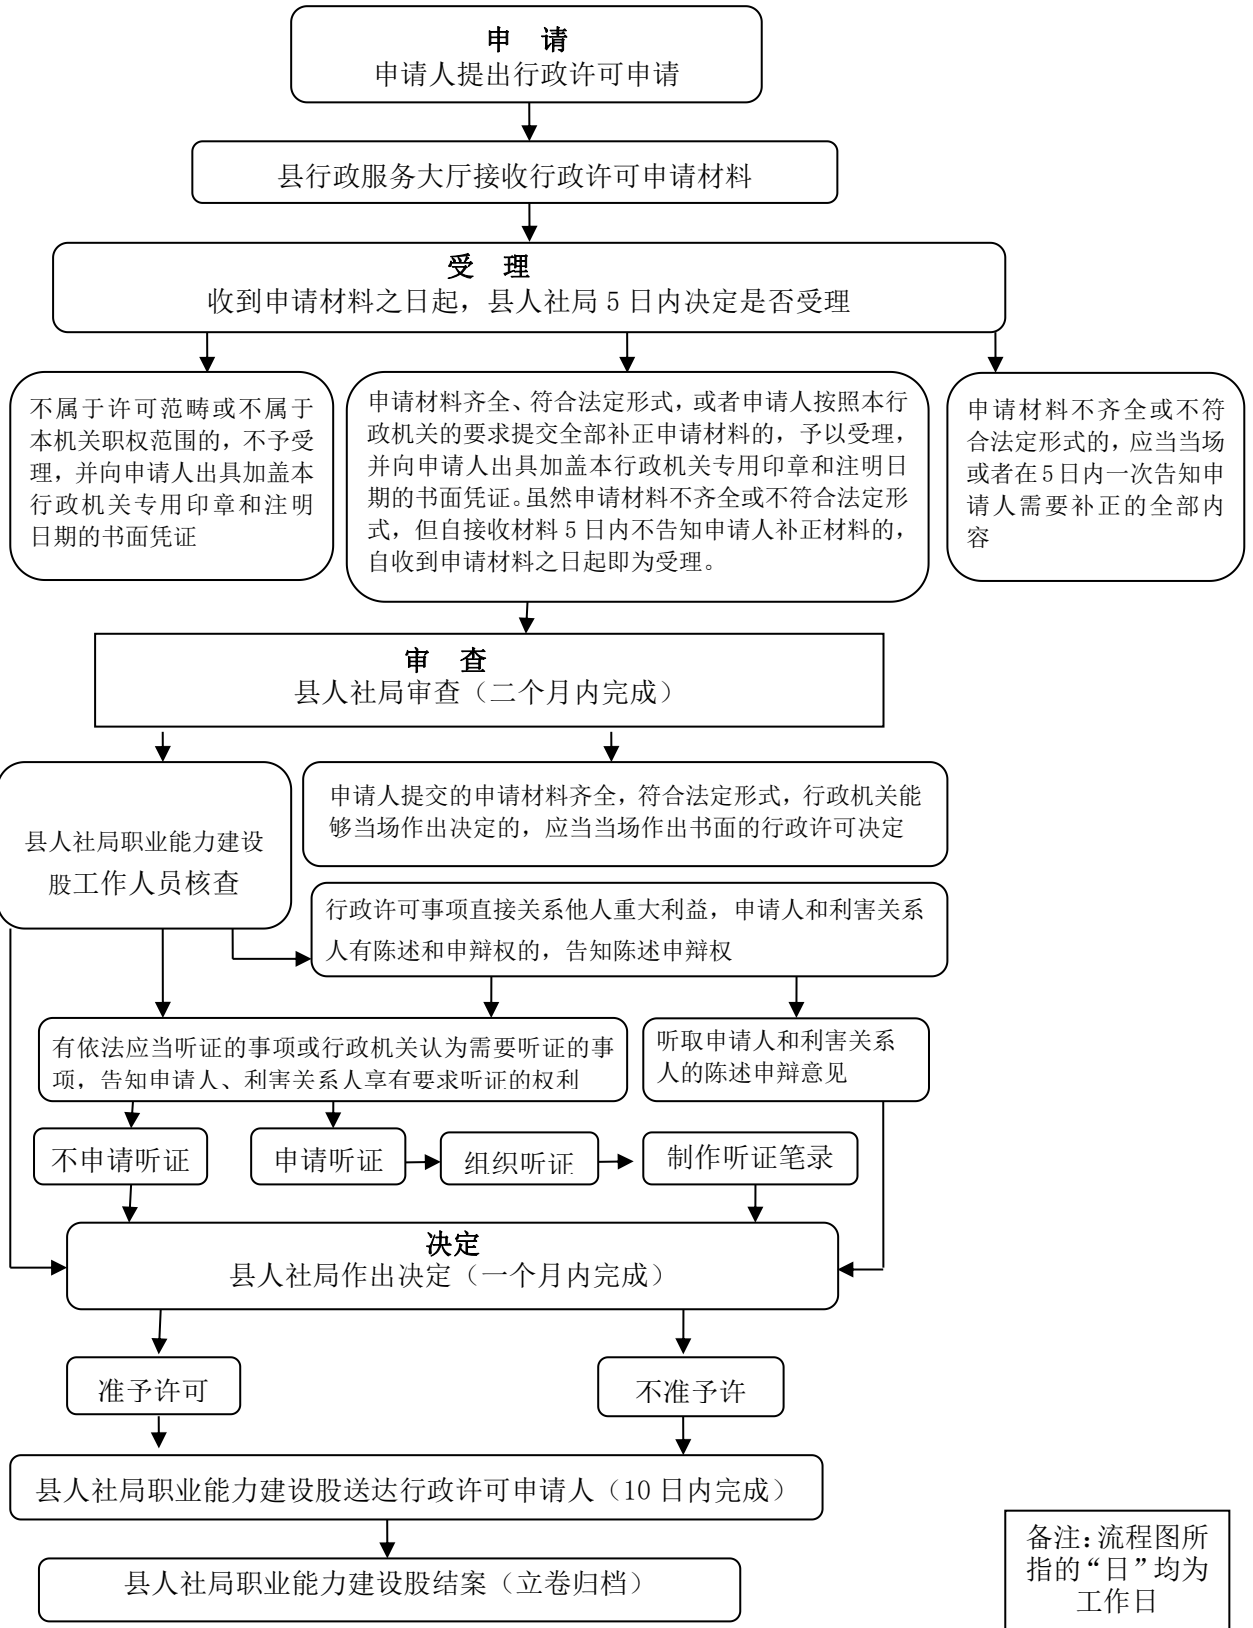 申 请
申请人提出行政许可申请
县行政服务大厅接收行政许可申请材料
受 理
收到申请材料之日起，县人社局 5 日内决定是否受理
不属于许可范畴或不属于
本机关职权范围的，不予受
理，并向申请人出具加盖本
行政机关专用印章和注明
日期的书面凭证
申请材料齐全、符合法定形式，或者申请人按照本行
政机关的要求提交全部补正申请材料的，予以受理，
并向申请人出具加盖本行政机关专用印章和注明日
期的书面凭证。虽然申请材料不齐全或不符合法定形
式，但自接收材料 5 日内不告知申请人补正材料的，
自收到申请材料之日起即为受理。
申请材料不齐全或不符
合法定形式的，应当当场
或者在 5 日内一次告知申
请人需要补正的全部内
容
审 查
县人社局审查（二个月内完成）
县人社局职业能力建设
股工作人员核查
申请人提交的申请材料齐全，符合法定形式，行政机关能
够当场作出决定的，应当当场作出书面的行政许可决定
行政许可事项直接关系他人重大利益，申请人和利害关系
人有陈述和申辩权的，告知陈述申辩权
有依法应当听证的事项或行政机关认为需要听证的事
项，告知申请人、利害关系人享有要求听证的权利
听取申请人和利害关系
人的陈述申辩意见
不申请听证
申请听证
组织听证
制作听证笔录
决定
县人社局作出决定（一个月内完成）
准予许可
不准予许
县人社局职业能力建设股送达行政许可申请人（10 日内完成）
县人社局职业能力建设股结案（立卷归档）
备注：流程图所
指的“日”均为
工作日